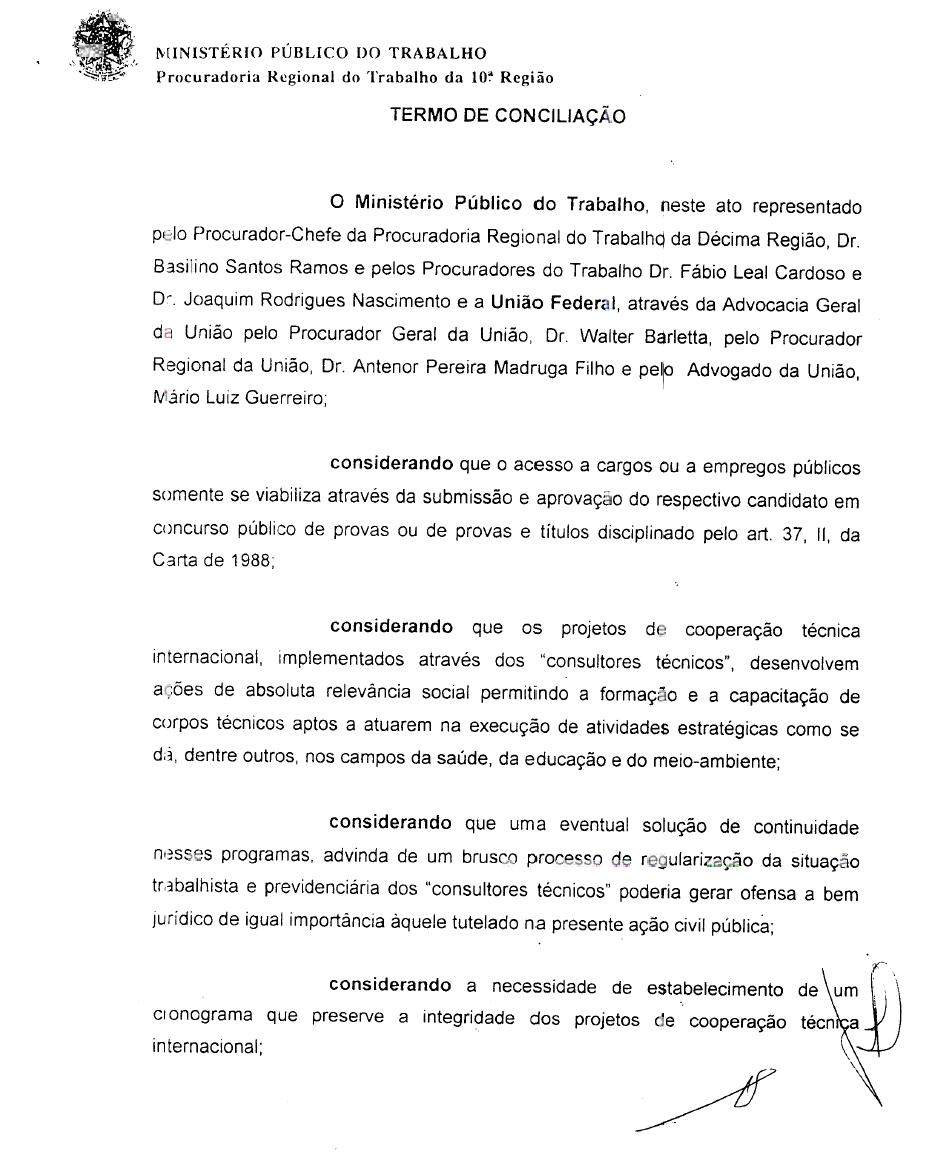 MINISTÉRIO PÚBLICO DO TRABALHO
Procuradoria Regional do Trabalho da 10ª Região
TERMO DE CONCILIAÇÃO
O Ministério Público do Trabalho, neste ato representado
pelo Procurador-Chefe da Procuradoria Regional do Trabalho da Décima Região, Dr.
Basilino Santos Ramos e pelos Procuradores do Trabalho Dr. Fábio Leal Cardoso e
Dr. Joaquim Rodrigues Nascimento e a União Federal, através da Advocacia Geral
da União pelo Procurador Geral da União, Dr. Walter Barletta, pelo Procurador
Regional da União, Dr. Antenor Pereira Madruga Filho e pelo Advogado da União,
Mário Luiz Guerreiro;
considerando que o acesso a cargos ou a empregos públicos
somente se viabiliza através da submissão e aprovação do respectivo candidato em
concurso público de provas ou de provas e títulos disciplinado pelo art. 37, II, da
Carta de 1988;
considerando que os projetos de cooperação técnica
internacional, implementados através dos “consultores técnicos”, desenvolvem
ações de absoluta relevância social permitindo a formação e a capacitação de
corpos técnicos aptos a atuarem na execução de atividades estratégicas como se
dá, dentre outros, nos campos da saúde, da educação e do meio-ambiente;
considerando que uma eventual solução de continuidade
nesses programas, advinda de um brusco processo de regularização da situação
trabalhista e previdenciária dos “consultores técnicos” poderia gerar ofensa a bem
jurídico de igual importância àquele tutelado na presente ação civil pública;
considerando a necessidade de estabelecimento de um
cronograma que preserve a integridade dos projetos de cooperação técnica
internacional;